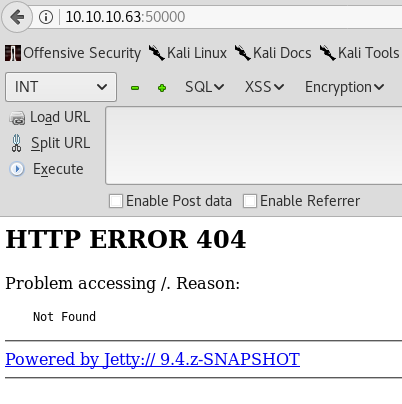 10.10.10.63:50000
Offensive Security Kali Linux Kali Docs Kali Tools
INT SQL XSS Encryption
Load URL
Split URL
Execute
Enable Post data Enable Referrer
HTTP ERROR 404
Problem accessing /. Reason:
Not Found
Powered by Jetty:// 9.4.z-SNAPSHOT